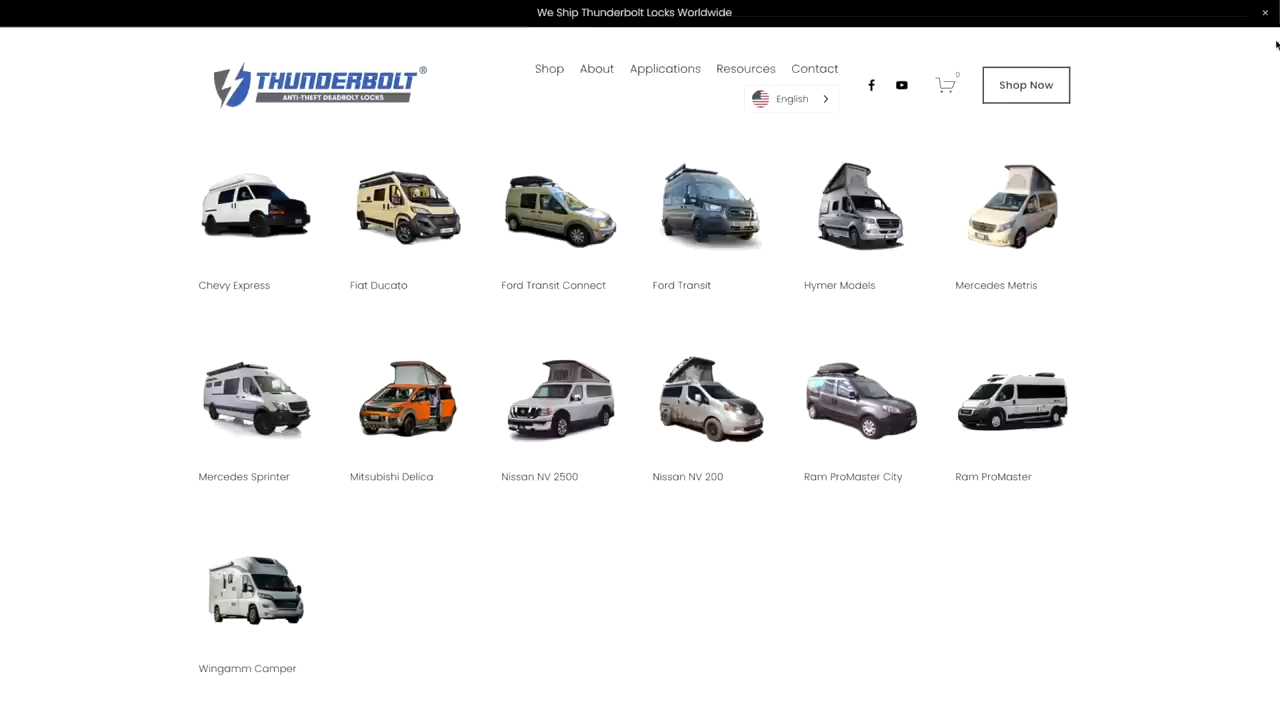 We Ship Thunderbolt Locks Worldwide
×
THUNDERBOLT®
ANTI-THEFT DEADBOLT LOCKS
Shop About Applications Resources Contact
English
0
Shop Now
Chevy Express
Fiat Ducato
Ford Transit Connect
Ford Transit
Hymer Models
Mercedes Metris
Mercedes Sprinter
Mitsubishi Delica
Nissan NV 2500
Nissan NV 200
Ram ProMaster City
Ram ProMaster
Wingamm Camper